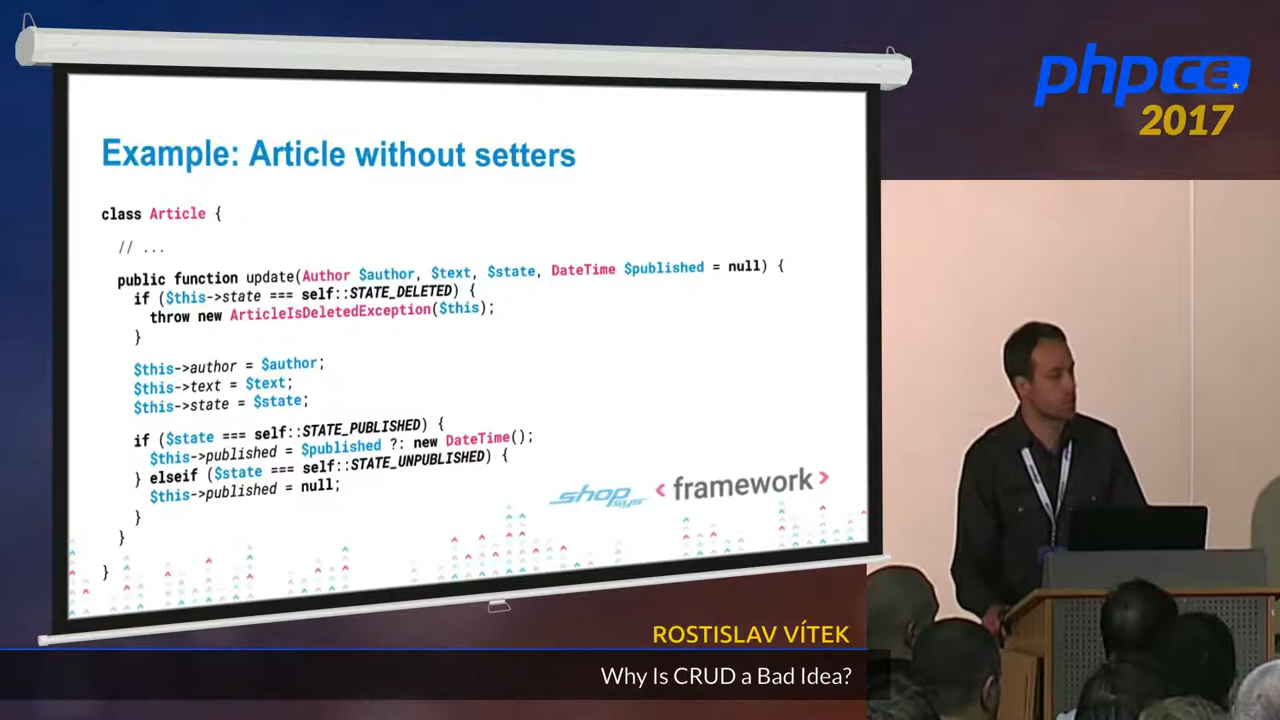 phpCE
2017
Example: Article without setters
class Article {
// ...
public function update(Author $author, $text, $state, DateTime $published = null) {
if ($this->state === self::STATE_DELETED) {
throw new ArticleIsDeletedException($this);
}
$this->author = $author;
$this->text = $text;
$this->state = $state;
if ($state === self::STATE_PUBLISHED) {
$this->published = $published ?: new DateTime();
} elseif ($state === self::STATE_UNPUBLISHED) {
$this->published = null;
}
}
}
shop.sys <framework>
ROSTISLAV VÍTEK
Why Is CRUD a Bad Idea?